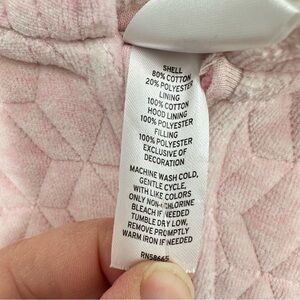 SHELL
80% COTTON
20% POLYESTER
LINING
100% COTTON
HOOD LINING
100% POLYESTER
FILLING
100% POLYESTER
EXCLUSIVE OF
DECORATION
MACHINE WASH COLD,
GENTLE CYCLE,
WITH LIKE COLORS
ONLY NON-CHLORINE
BLEACH IF NEEDED
TUMBLE DRY LOW,
REMOVE PROMPTLY
WARM IRON IF NEEDED
RN58665